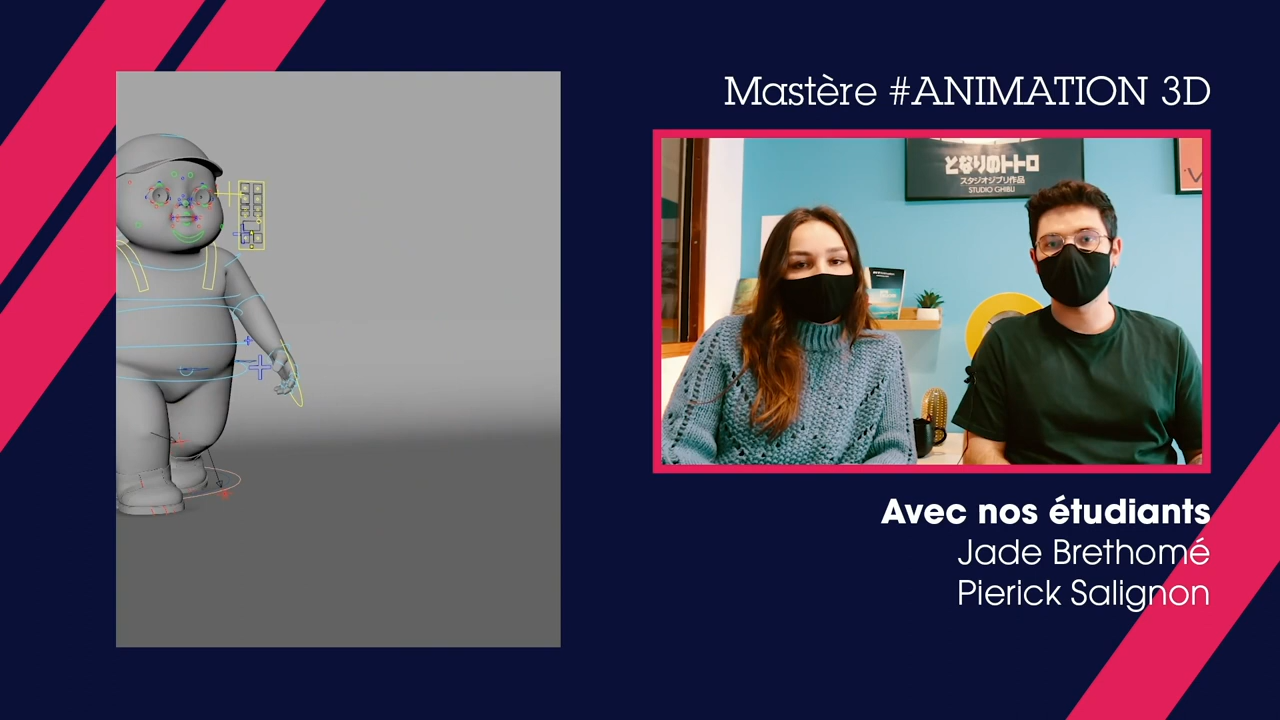 Mastère #ANIMATION 3D
となりのトトロ
スタジオジブリ作品
STUDIO GHIBLI
Avec nos étudiants
Jade Brethomé
Pierick Salignon